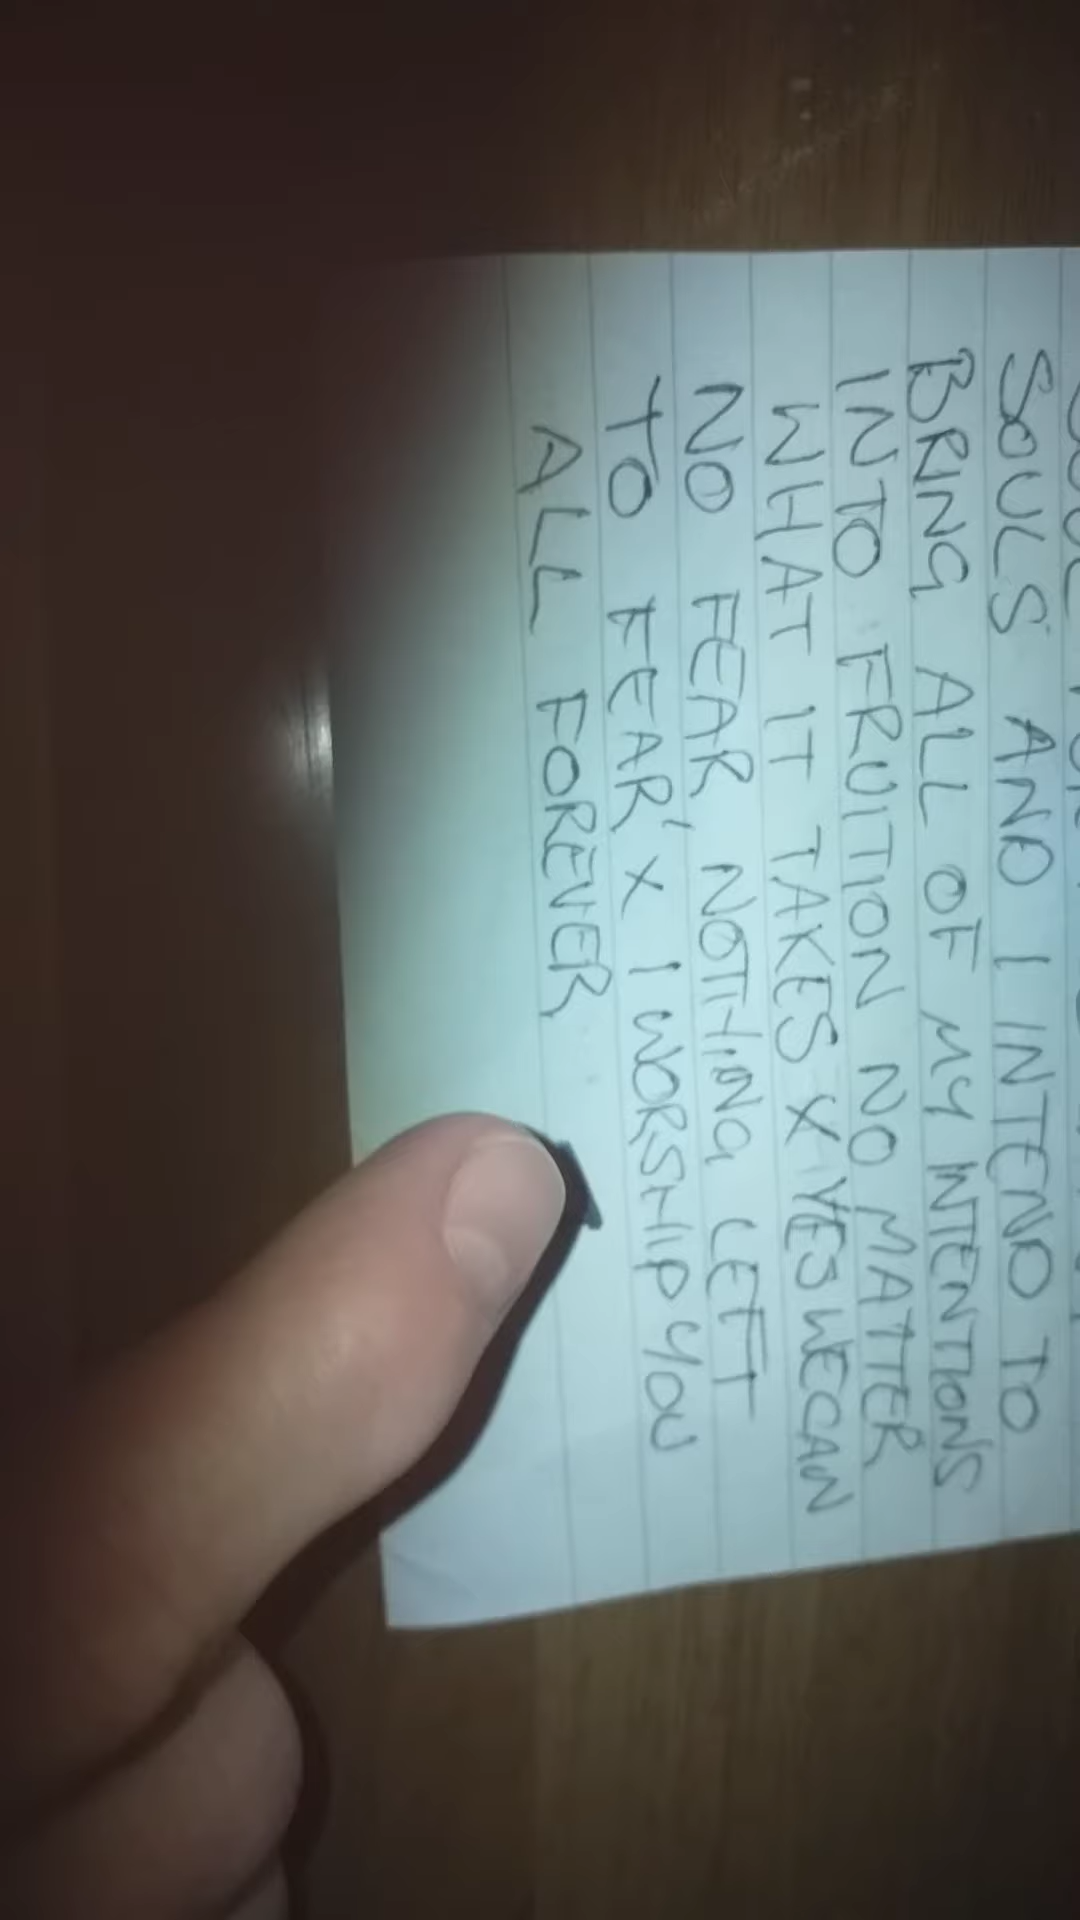 SOULS AND I INTEND TO
BRING ALL OF MY INTENTIONS
INTO FRUITION NO MATTER
WHAT IT TAKES X YES WE CAN
NO FEAR, NOTHING LEFT
TO FEAR' X I WORSHIP YOU
ALL FOREVER